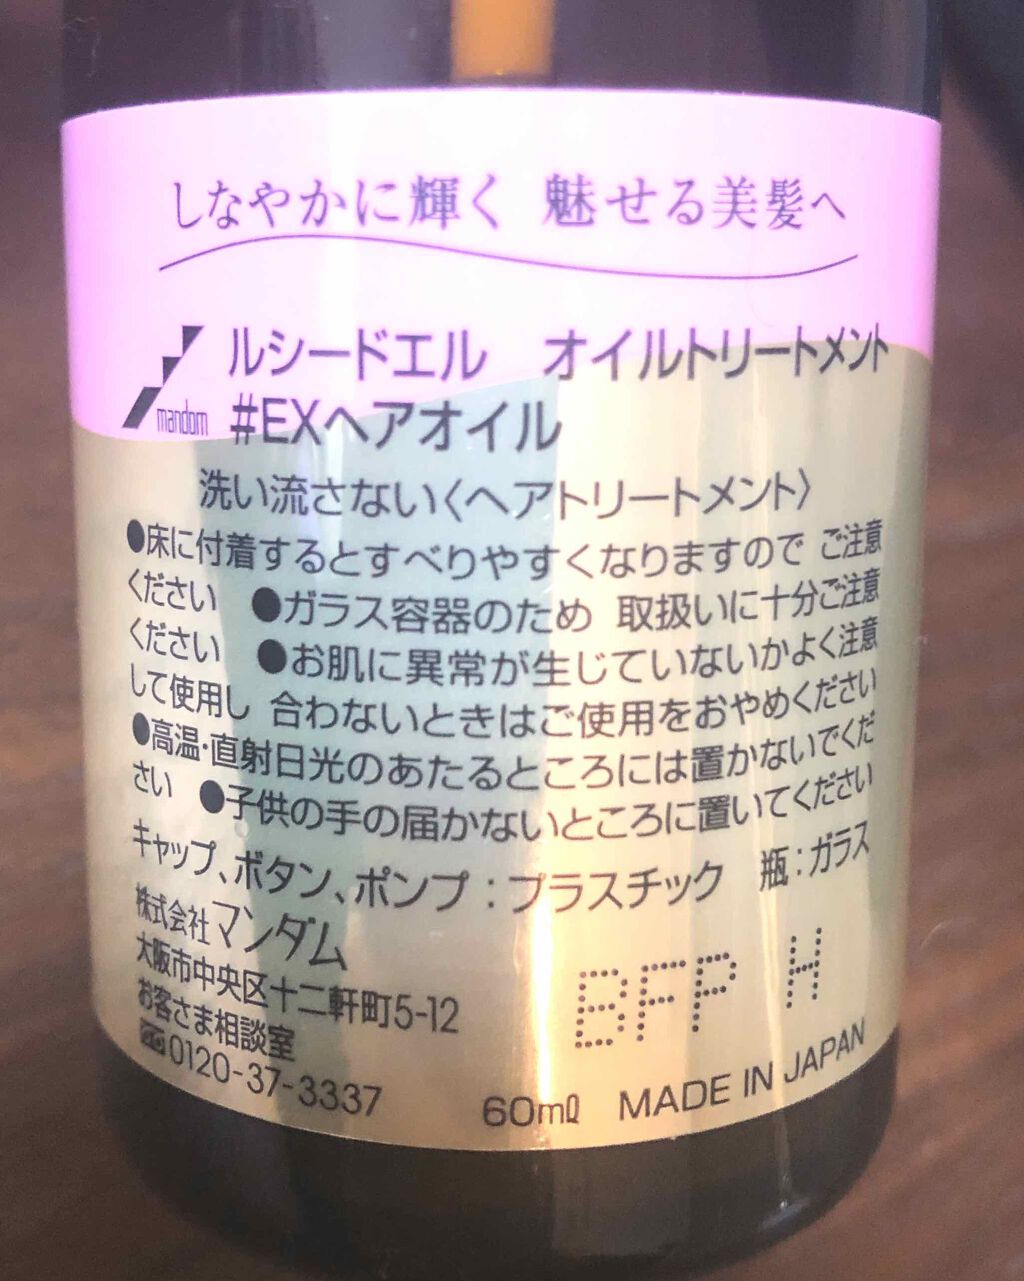 しなやかに輝く 魅せる美髪へ
mandom
ルシードエル オイルトリートメント
#EXヘアオイル
洗い流さない〈ヘアトリートメント〉
●床に付着するとすべりやすくなりますので ご注意
ください ●ガラス容器のため 取扱いに十分ご注意
ください ●お肌に異常が生じていないかよく注意
して使用し 合わないときはご使用をおやめください
●高温・直射日光のあたるところには置かないでくだ
さい ●子供の手の届かないところに置いてください
キャップ、ボタン、ポンプ：プラスチック 瓶：ガラス
株式会社マンダム
大阪市中央区十二軒町5-12
お客さま相談室
0120-37-3337
BFP H
60mℓ MADE IN JAPAN